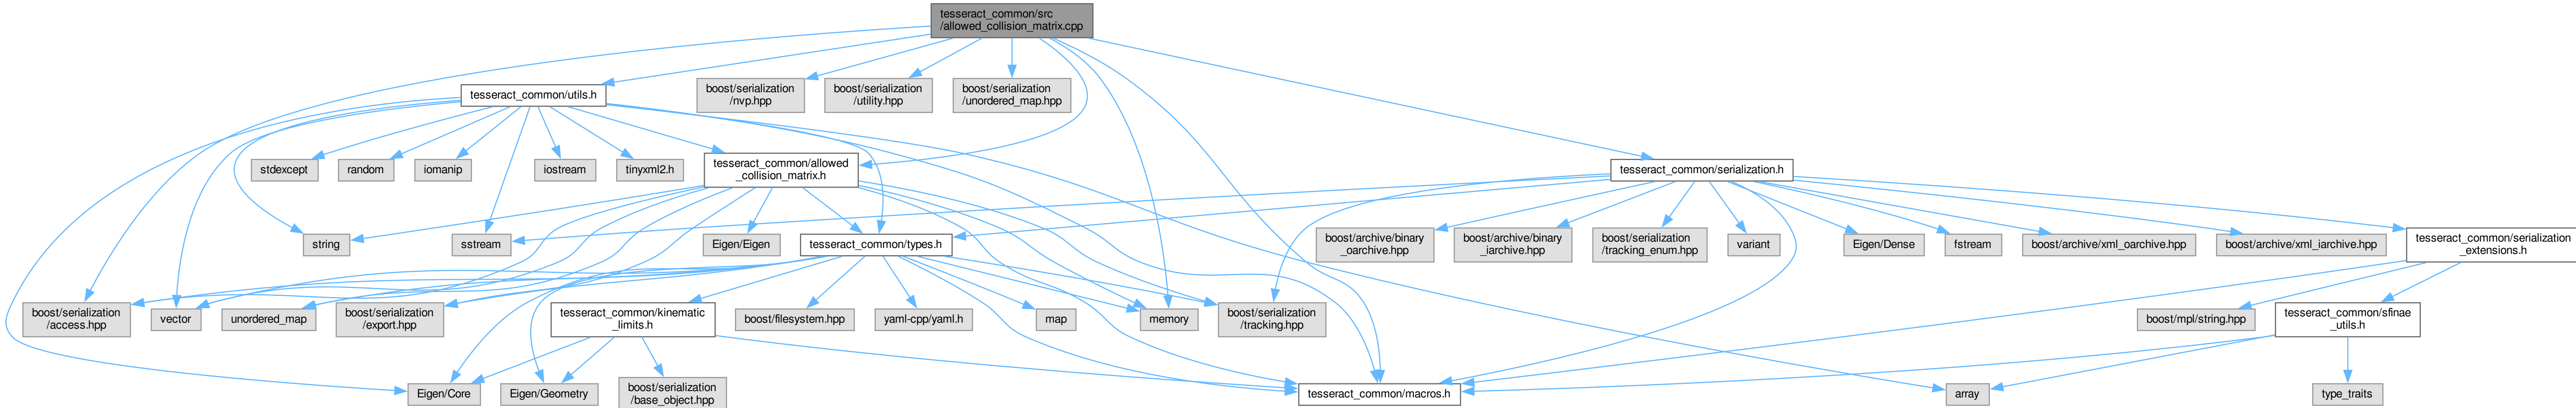 tesseract_common/src
/allowed_collision_matrix.cpp
tesseract_common/utils.h
boost/serialization
/nvp.hpp
boost/serialization
/utility.hpp
boost/serialization
/unordered_map.hpp
stdexcept
random
iomanip
iostream
tinyxml2.h
tesseract_common/allowed
_collision_matrix.h
tesseract_common/serialization.h
string
sstream
Eigen/Eigen
tesseract_common/types.h
boost/archive/binary
_oarchive.hpp
boost/archive/binary
_iarchive.hpp
boost/serialization
/tracking_enum.hpp
variant
Eigen/Dense
fstream
boost/archive/xml_oarchive.hpp
boost/archive/xml_iarchive.hpp
tesseract_common/serialization
_extensions.h
boost/serialization
/access.hpp
vector
unordered_map
boost/serialization
/export.hpp
tesseract_common/kinematic
_limits.h
boost/filesystem.hpp
yaml-cpp/yaml.h
map
memory
boost/serialization
/tracking.hpp
boost/mpl/string.hpp
tesseract_common/sfinae
_utils.h
Eigen/Core
Eigen/Geometry
boost/serialization
/base_object.hpp
tesseract_common/macros.h
array
type_traits